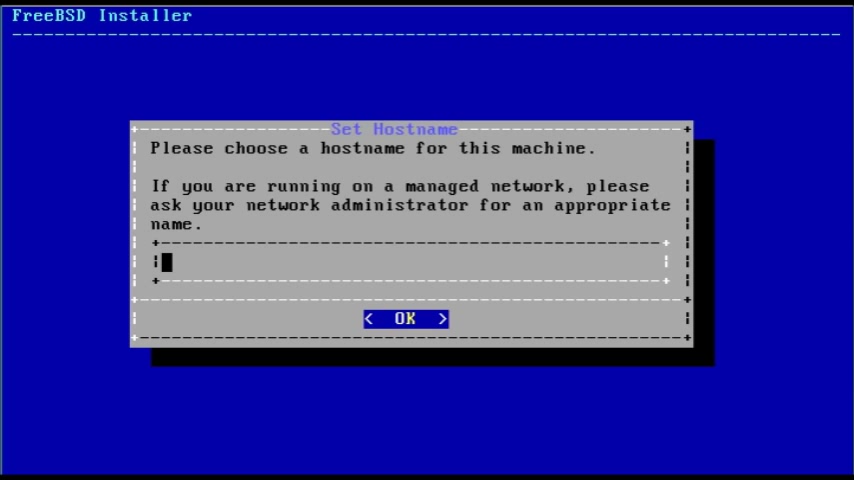 FreeBSD Installer
Set Hostname
Please choose a hostname for this machine.
If you are running on a managed network, please
ask your network administrator for an appropriate
name.
< OK >